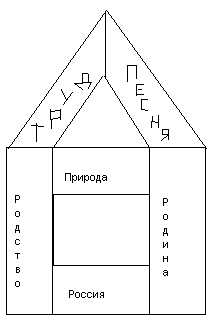 ТРУД
ПЕСНЯ
Природа
Родство
Родина
Россия